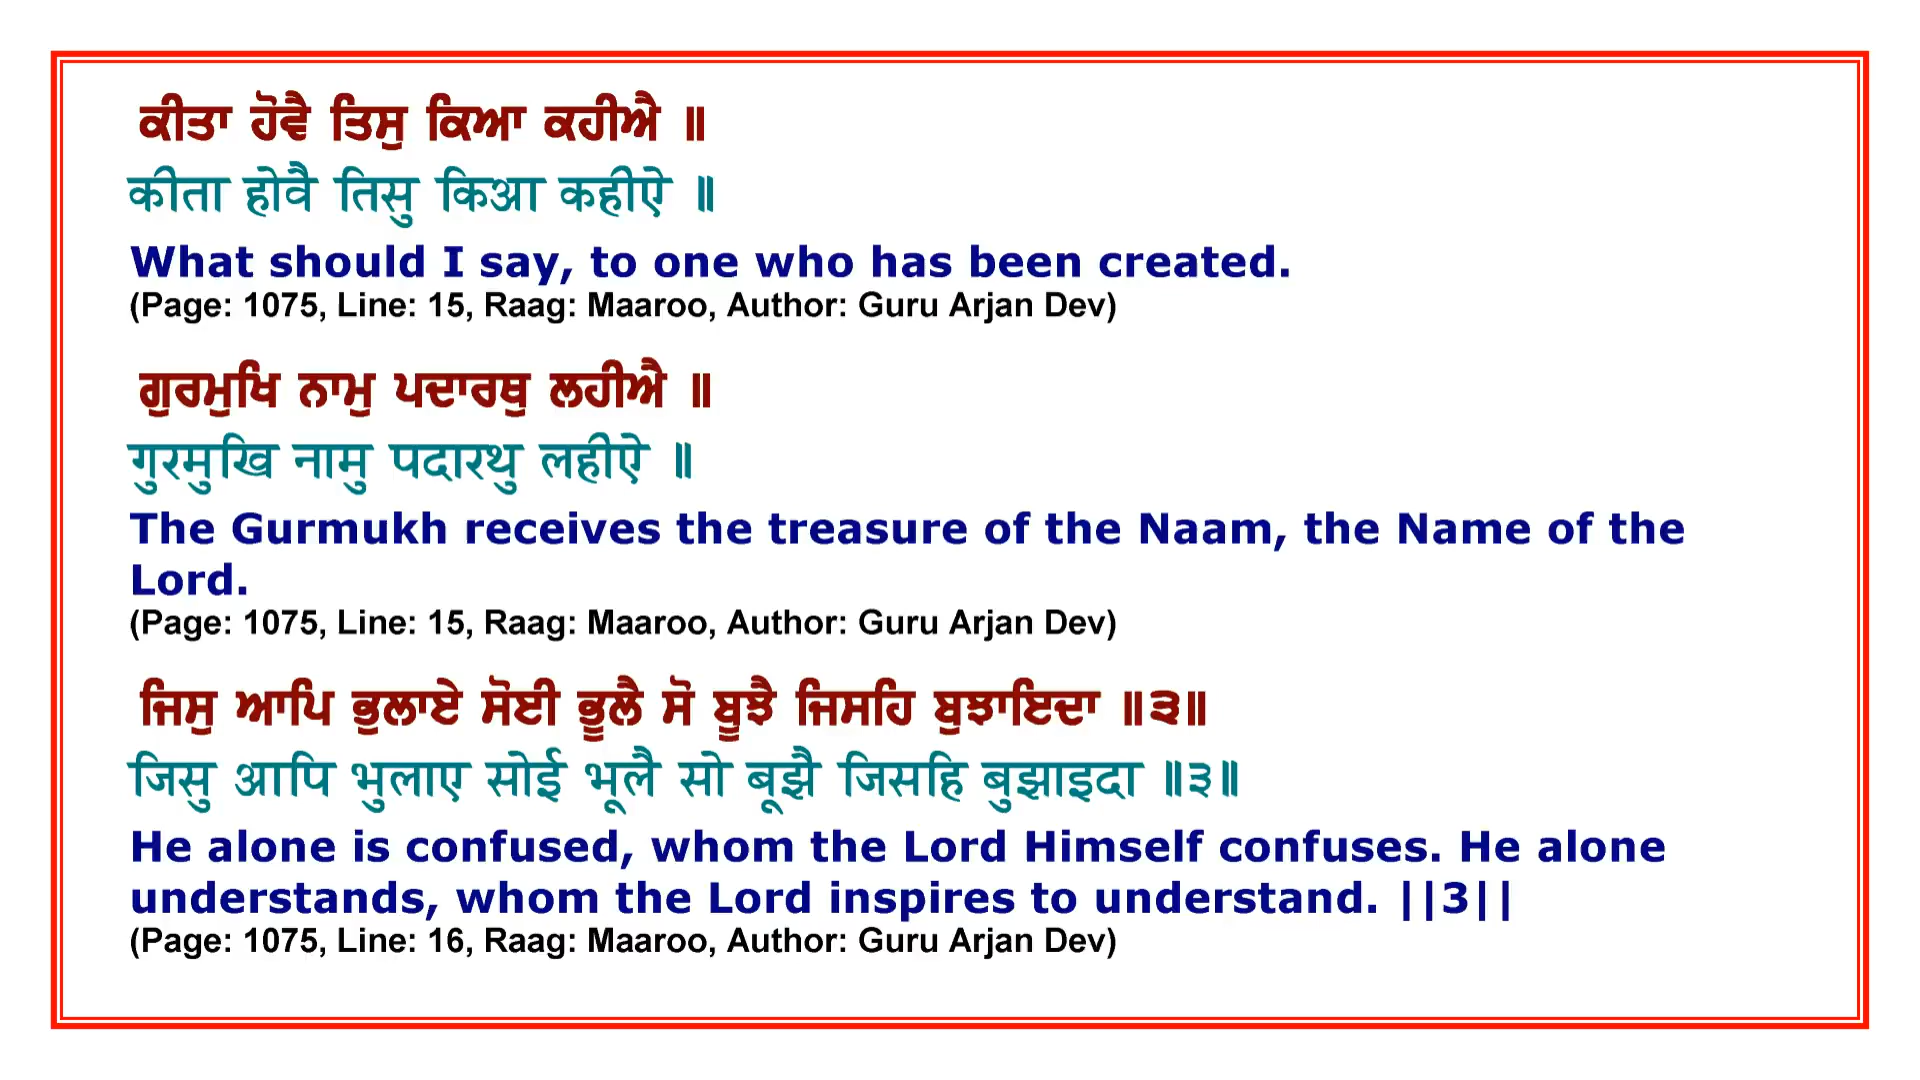 ਕੀਤਾ ਹੋਵੈ ਤਿਸੁ ਕਿਆ ਕਹੀਐ ॥
कीता होवै तिसु किआ कहीऐ ॥
What should I say, to one who has been created.
(Page: 1075, Line: 15, Raag: Maaroo, Author: Guru Arjan Dev)
ਗੁਰਮੁਖਿ ਨਾਮੁ ਪਦਾਰਥੁ ਲਹੀਐ ॥
गुरमुखि नामु पदारथु लहीऐ ॥
The Gurmukh receives the treasure of the Naam, the Name of the
Lord.
(Page: 1075, Line: 15, Raag: Maaroo, Author: Guru Arjan Dev)
ਜਿਸੁ ਆਪਿ ਭੁਲਾਏ ਸੋਈ ਭੂਲੈ ਸੋ ਬੂਝੈ ਜਿਸਹਿ ਬੁਝਾਇਦਾ ॥੩॥
जिसु आपि भुलाए सोई भूलै सो बूझै जिसहि बुझाइदा ॥३॥
He alone is confused, whom the Lord Himself confuses. He alone
understands, whom the Lord inspires to understand. ||3||
(Page: 1075, Line: 16, Raag: Maaroo, Author: Guru Arjan Dev)